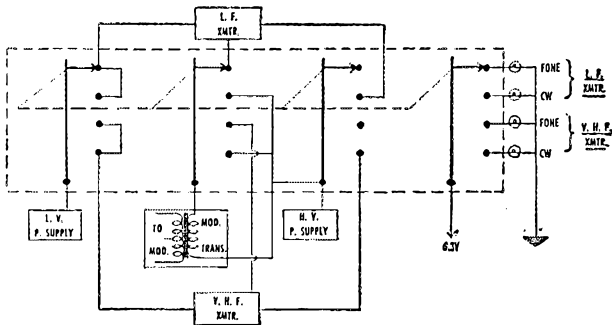 L. F.
XMTR.
FONE
CW
L. F.
XMTR.
FONE
CW
V. H. F.
XMTR.
L. V.
P. SUPPLY
TO
MOD.
MOD.
TRANS.
H. V.
P. SUPPLY
6.3V
V. H. F.
XMTR.